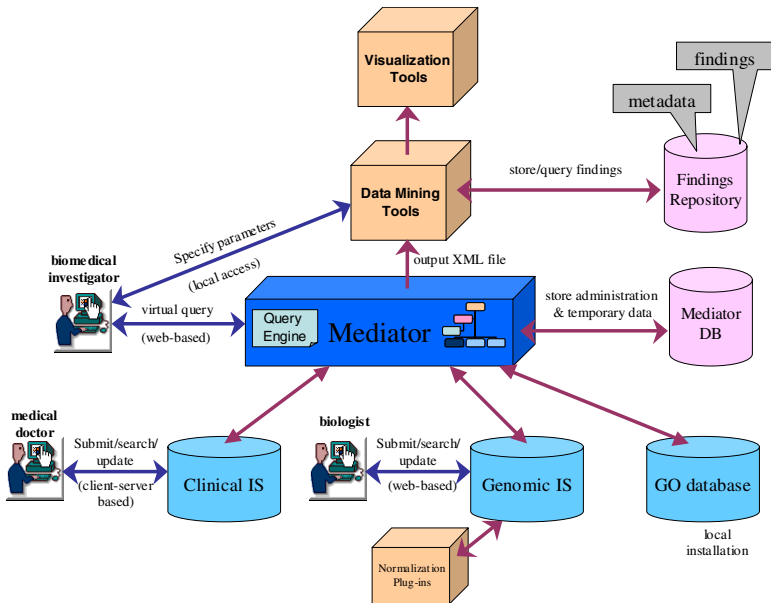 Visualization
Tools
findings
metadata
Data Mining
Tools
store/query findings
Findings
Repository
Specify parameters
(local access)
output XML file
biomedical
investigator
virtual query
(web-based)
Query
Engine
Mediator
store administration
& temporary data
Mediator
DB
medical
doctor
Submit/search/
update
(client-server
based)
Clinical IS
biologist
Submit/search/
update
(web-based)
Genomic IS
GO database
local
installation
Normalization
Plug-ins